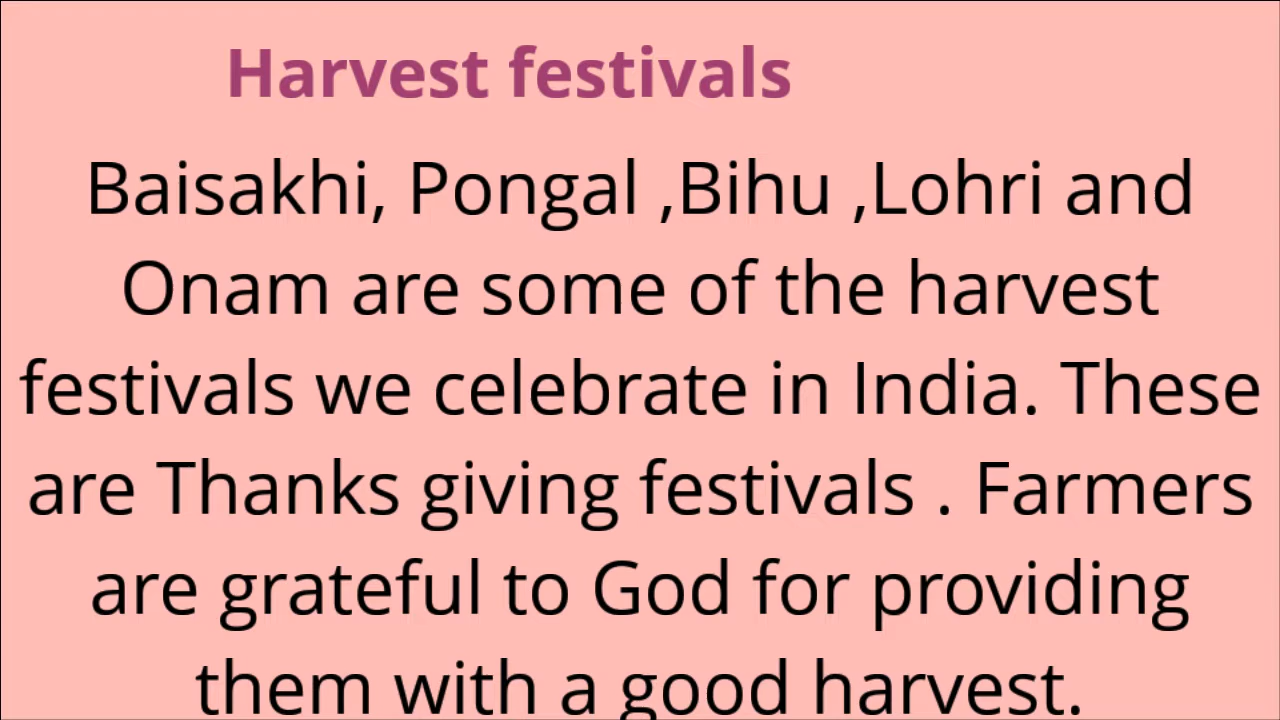 Harvest festivals
Baisakhi, Pongal ,Bihu ,Lohri and
Onam are some of the harvest
festivals we celebrate in India. These
are Thanks giving festivals . Farmers
are grateful to God for providing
them with a good harvest.